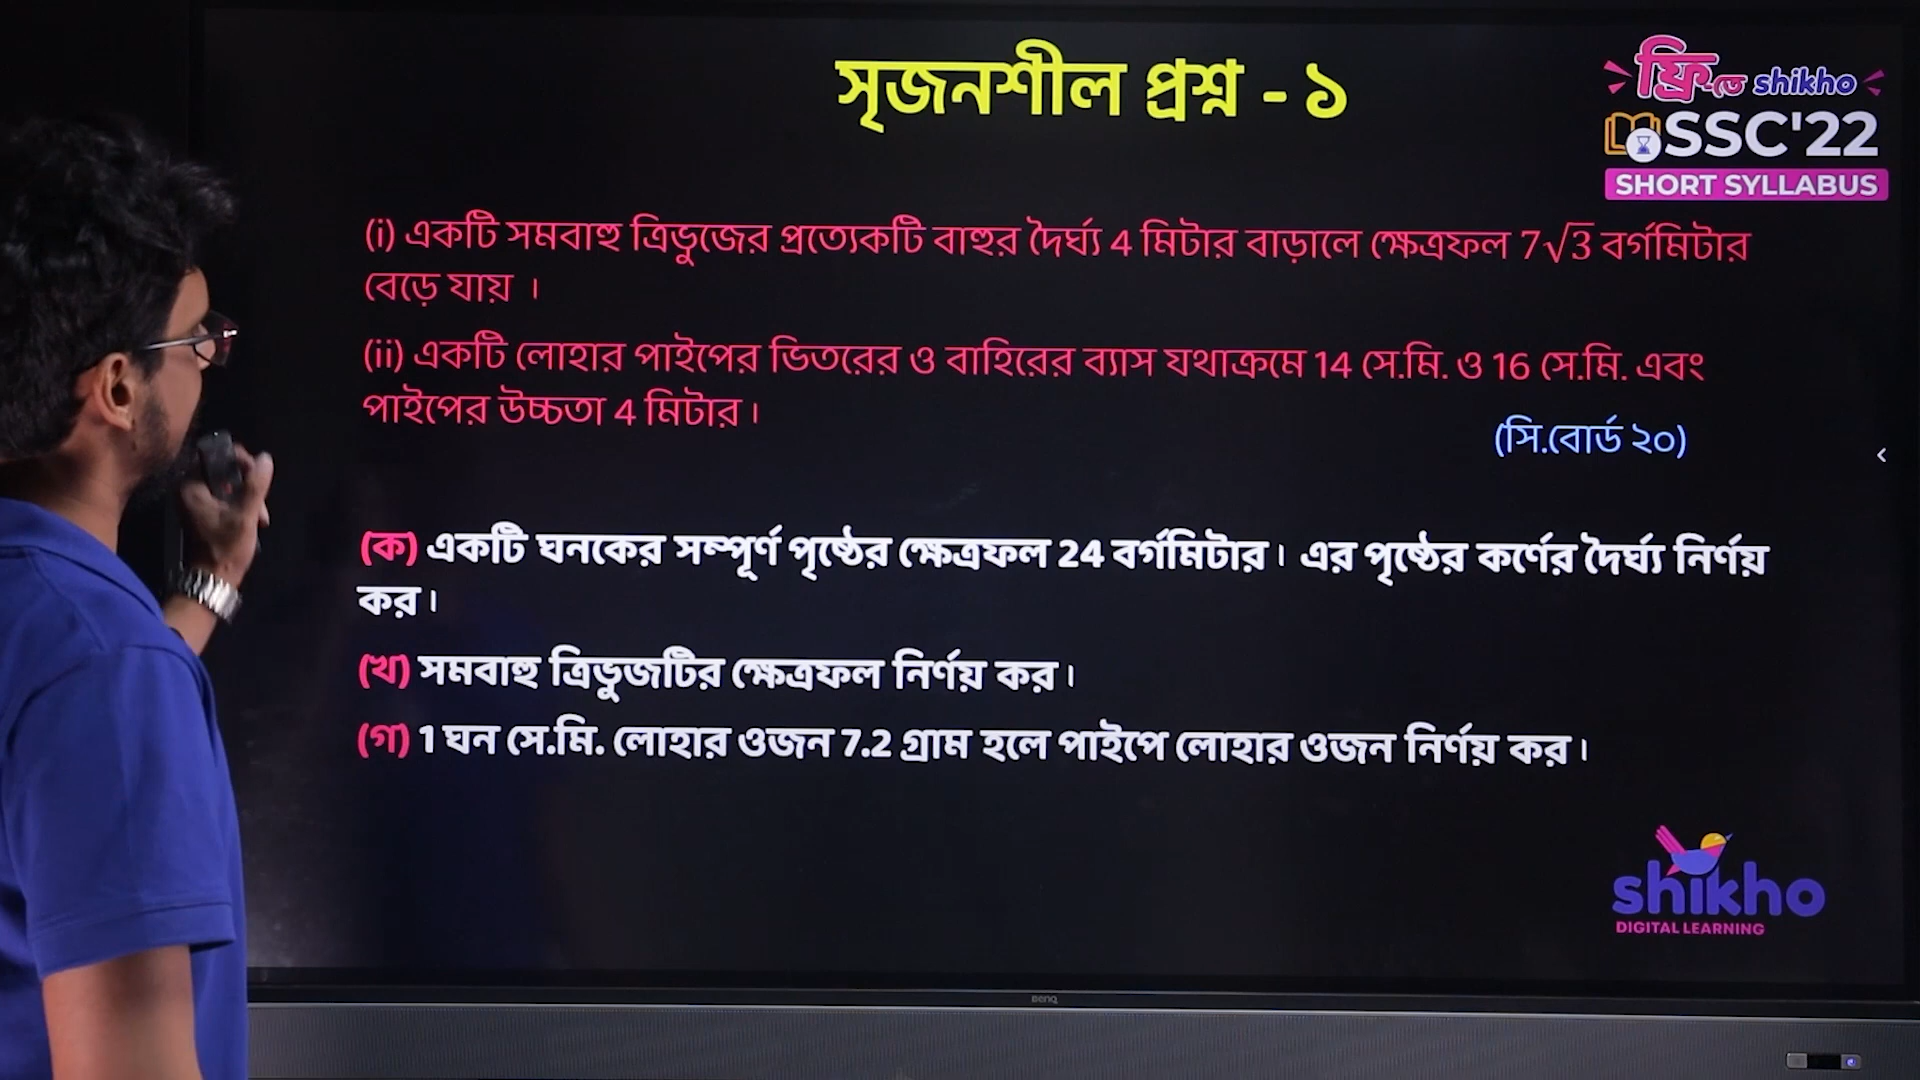 সৃজনশীল প্রশ্ন - ১
ফ্রি-তে shikho
SSC'22
SHORT SYLLABUS
(i) একটি সমবাহু ত্রিভুজের প্রত্যেকটি বাহুর দৈর্ঘ্য 4 মিটার বাড়ালে ক্ষেত্রফল 7√3 বর্গমিটার
বেড়ে যায় ।
(ii) একটি লোহার পাইপের ভিতরের ও বাহিরের ব্যাস যথাক্রমে 14 সে.মি. ও 16 সে.মি. এবং
পাইপের উচ্চতা 4 মিটার।
(সি.বোর্ড ২০)
(ক) একটি ঘনকের সম্পূর্ণ পৃষ্ঠের ক্ষেত্রফল 24 বর্গমিটার। এর পৃষ্ঠের কর্ণের দৈর্ঘ্য নির্ণয়
কর।
(খ) সমবাহু ত্রিভুজটির ক্ষেত্রফল নির্ণয় কর।
(গ) 1 ঘন সে.মি. লোহার ওজন 7.2 গ্রাম হলে পাইপে লোহার ওজন নির্ণয় কর।
shikho
DIGITAL LEARNING
BenQ